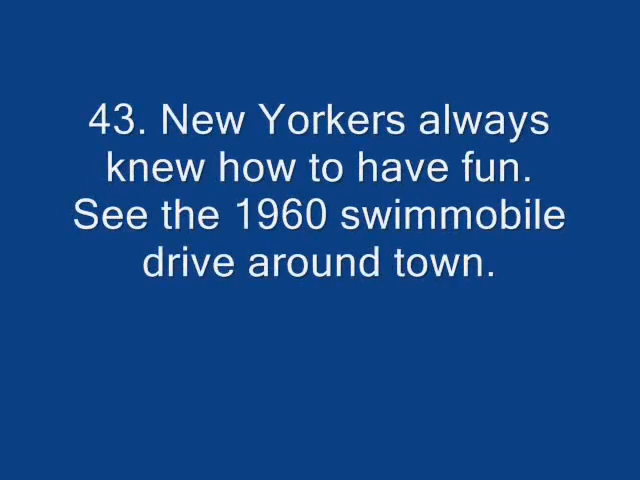 43. New Yorkers always
knew how to have fun.
See the 1960 swimmobile
drive around town.